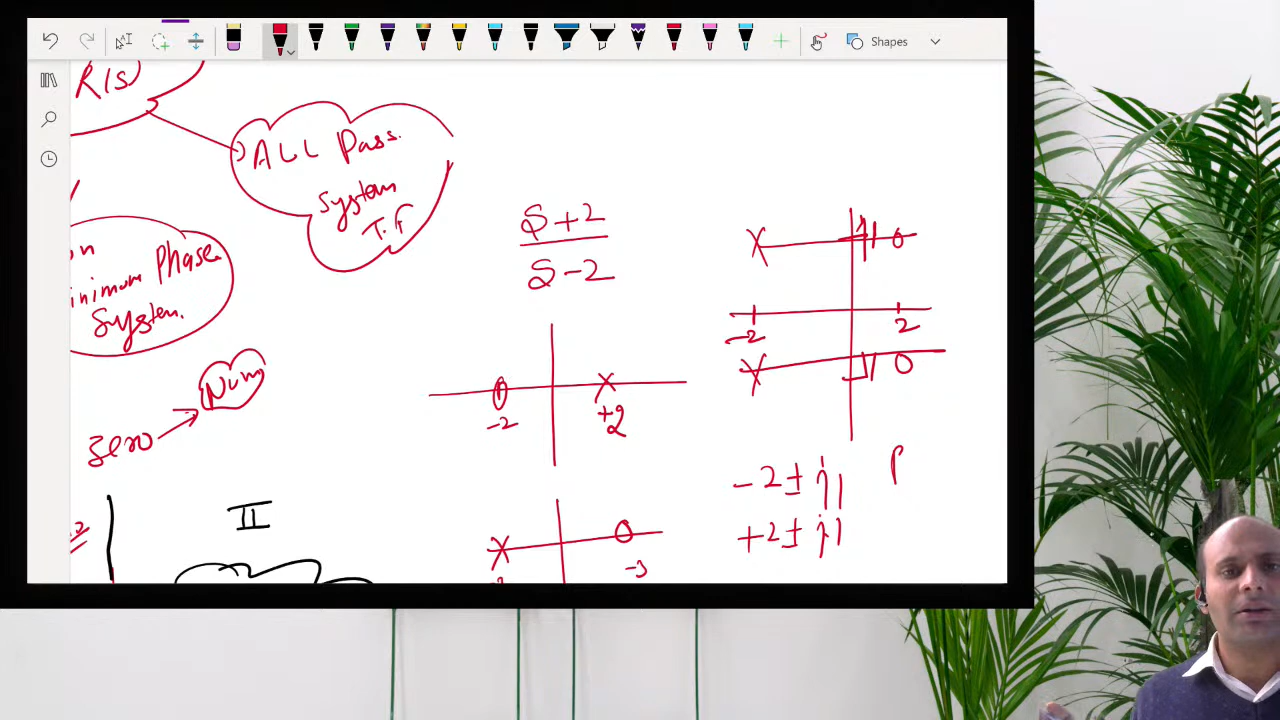 Shapes
R(s)
ALL Pass.
System
T.F
S+2
S-2
-2
2
Minimum Phase
System.
Num
Zero
-2
+2
-2 ± j1
+2 ± j1
P
II
-3